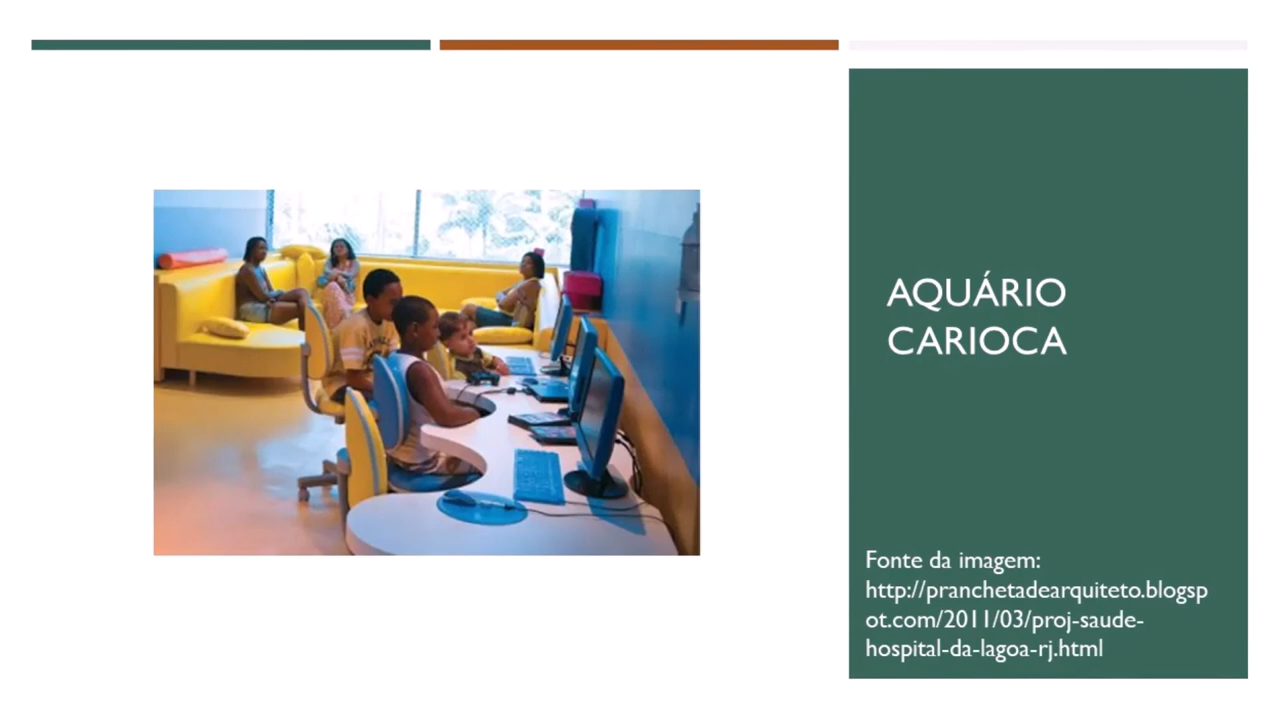 AQUÁRIO
CARIOCA
Fonte da imagem:
http://pranchetadearquiteto.blogsp
ot.com/2011/03/proj-saude-
hospital-da-lagoa-rj.html